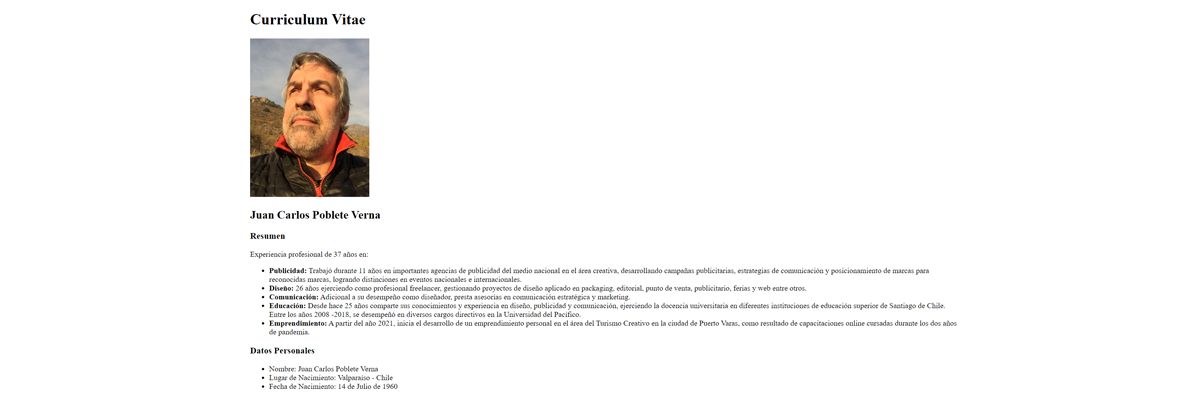 Curriculum Vitae
Juan Carlos Poblete Verna
Resumen
Experiencia profesional de 37 años en:
• Publicidad: Trabajó durante 11 años en importantes agencias de publicidad del medio nacional en el área creativa, desarrollando campañas publicitarias, estrategias de comunicación y posicionamiento de marcas para
reconocidas marcas, logrando distinciones en eventos nacionales e internacionales.
• Diseño: 26 años ejerciendo como profesional freelancer, gestionando proyectos de diseño aplicado en packaging, editorial, punto de venta, publicitario, ferias y web entre otros.
• Comunicación: Adicional a su desempeño como diseñador, presta asesorías en comunicación estratégica y marketing.
• Educación: Desde hace 25 años comparte sus conocimientos y experiencia en diseño, publicidad y comunicación, ejerciendo la docencia universitaria en diferentes instituciones de educación superior de Santiago de Chile.
Entre los años 2008 -2018, se desempeñó en diversos cargos directivos en la Universidad del Pacífico.
• Emprendimiento: A partir del año 2021, inicia el desarrollo de un emprendimiento personal en el área del Turismo Creativo en la ciudad de Puerto Varas, como resultado de capacitaciones online cursadas durante los dos años
de pandemia.
Datos Personales
• Nombre: Juan Carlos Poblete Verna
• Lugar de Nacimiento: Valparaíso - Chile
• Fecha de Nacimiento: 14 de Julio de 1960